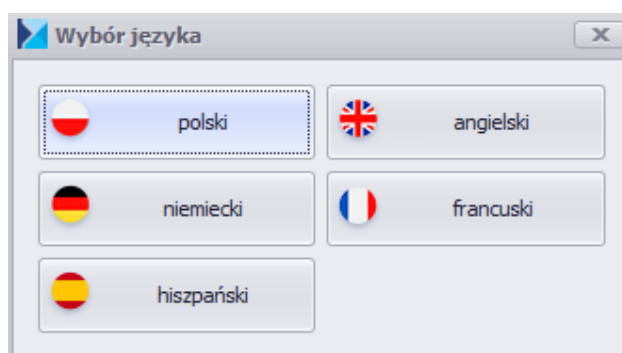 Wybór języka
polski
angielski
niemiecki
francuski
hiszpański